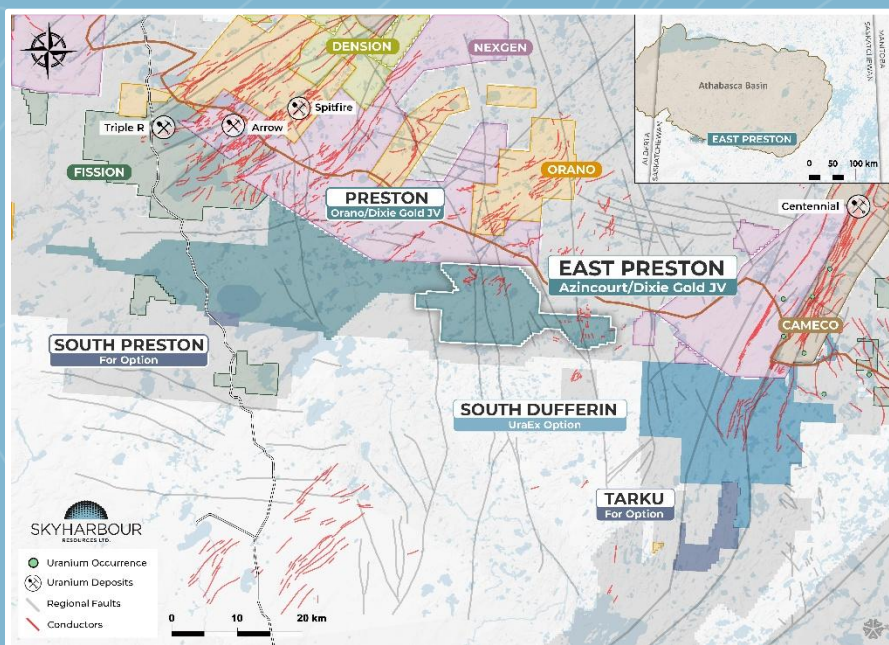 DENSION
NEXGEN
Spitfire
Triple R
Arrow
FISSION
PRESTON
Orano/Dixie Gold JV
ORANO
SASKATCHEWAN
MANITOBA
Athabasca Basin
EAST PRESTON
ALBERTA
SASKATCHEWAN
0 50 100 km
Centennial
EAST PRESTON
Azincourt/Dixie Gold JV
CAMECO
SOUTH PRESTON
For Option
SOUTH DUFFERIN
UraEx Option
TARKU
For Option
SKYHARBOUR
RESOURCES LTD.
Uranium Occurrence
Uranium Deposits
Regional Faults
Conductors
0 10 20 km